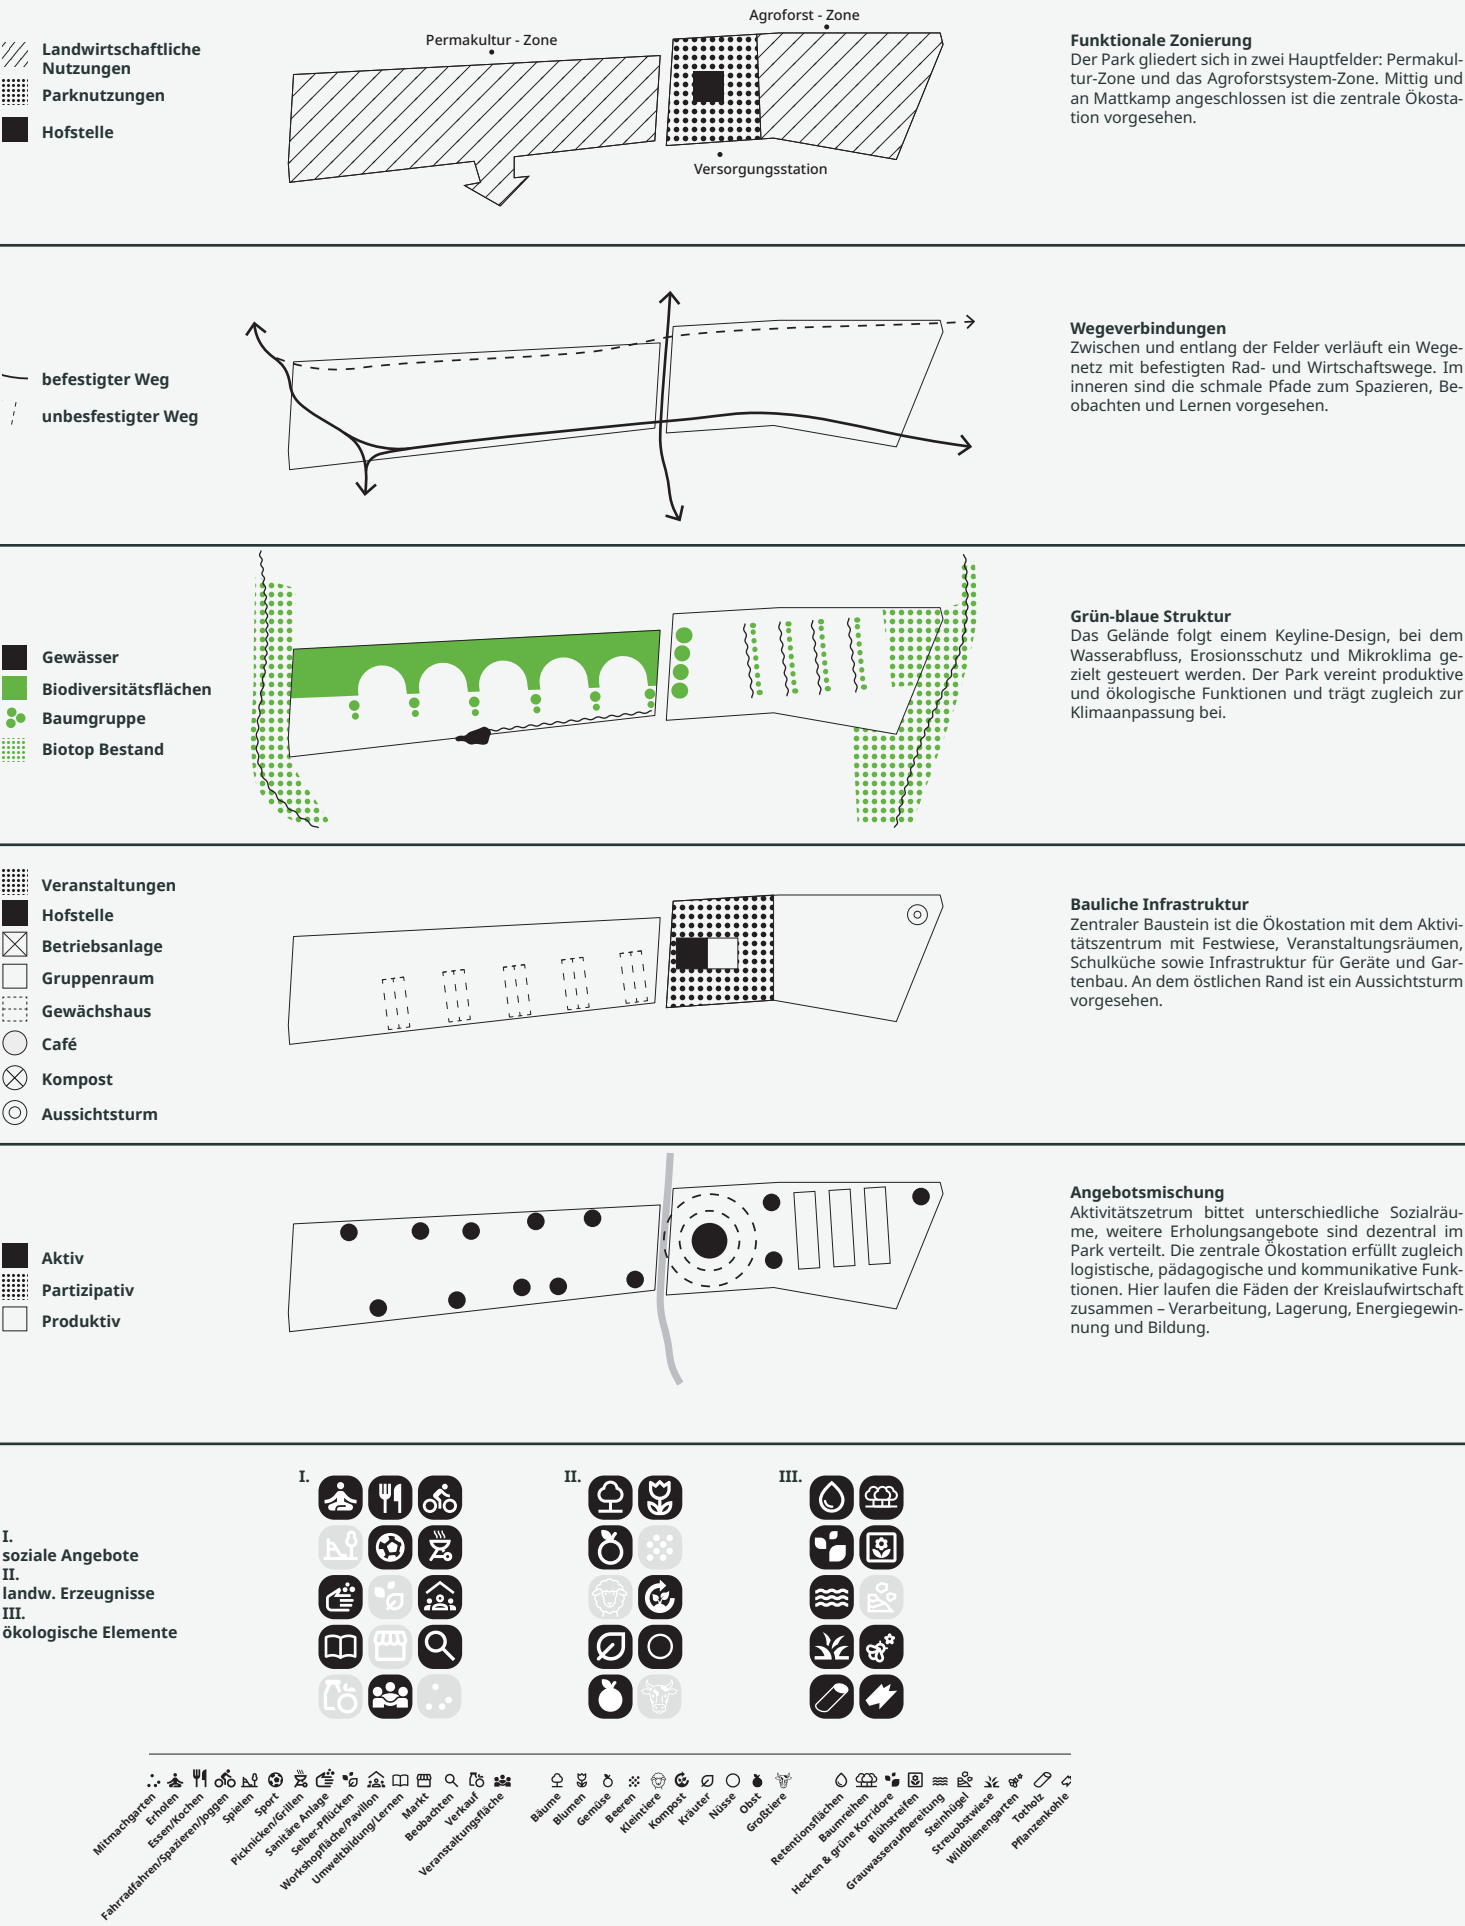 Landwirtschaftliche
Nutzungen
Parknutzungen
Hofstelle
Permakultur - Zone
Agroforst - Zone
Versorgungsstation
Funktionale Zonierung
Der Park gliedert sich in zwei Hauptfelder: Permakul-
tur-Zone und das Agroforstsystem-Zone. Mittig und
an Mattkamp angeschlossen ist die zentrale Ökosta-
tion vorgesehen.
befestigter Weg
unbesfestigter Weg
Wegeverbindungen
Zwischen und entlang der Felder verläuft ein Wege-
netz mit befestigten Rad- und Wirtschaftswege. Im
inneren sind die schmale Pfade zum Spazieren, Be-
obachten und Lernen vorgesehen.
Gewässer
Biodiversitätsflächen
Baumgruppe
Biotop Bestand
Grün-blaue Struktur
Das Gelände folgt einem Keyline-Design, bei dem
Wasserabfluss, Erosionsschutz und Mikroklima ge-
zielt gesteuert werden. Der Park vereint produktive
und ökologische Funktionen und trägt zugleich zur
Klimaanpassung bei.
Veranstaltungen
Hofstelle
Betriebsanlage
Gruppenraum
Gewächshaus
Café
Kompost
Aussichtsturm
Bauliche Infrastruktur
Zentraler Baustein ist die Ökostation mit dem Aktivi-
tätszentrum mit Festwiese, Veranstaltungsräumen,
Schulküche sowie Infrastruktur für Geräte und Gar-
tenbau. An dem östlichen Rand ist ein Aussichtsturm
vorgesehen.
Aktiv
Partizipativ
Produktiv
Angebotsmischung
Aktivitätszetrum bittet unterschiedliche Sozialräu-
me, weitere Erholungsangebote sind dezentral im
Park verteilt. Die zentrale Ökostation erfüllt zugleich
logistische, pädagogische und kommunikative Funk-
tionen. Hier laufen die Fäden der Kreislaufwirtschaft
zusammen – Verarbeitung, Lagerung, Energiegewin-
nung und Bildung.
I.
soziale Angebote
II.
landw. Erzeugnisse
III.
ökologische Elemente
I.
II.
III.
Mitmachgarten
Erholen
Essen/Kochen
Fahrradfahren/Spazieren/Joggen
Spielen
Sport
Picknicken/Grillen
Sanitäre Anlage
Selber-Pflücken
Workshopfläche/Pavillon
Umweltbildung/Lernen
Markt
Beobachten
Verkauf
Veranstaltungsfläche
Bäume
Blumen
Gemüse
Beeren
Kleintiere
Kompost
Kräuter
Nüsse
Obst
Großtiere
Retentionsflächen
Baumreihen
Hecken & grüne Korridore
Blühstreifen
Grauwasseraufbereitung
Steinhügel
Streuobstwiese
Wildbienengarten
Totholz
Pflanzenkohle